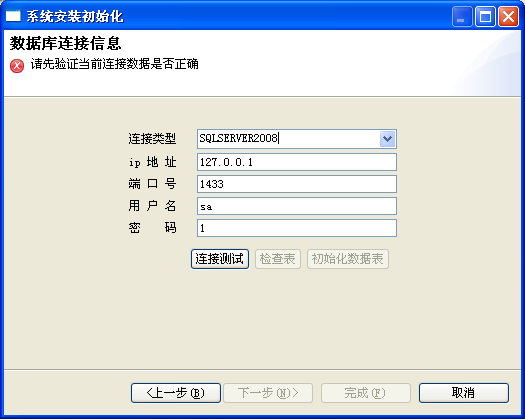 系统安装初始化
数据库连接信息
请先验证当前连接数据是否正确
连接类型 SQLSERVER2008
ip 地 址 127.0.0.1
端 口 号 1433
用 户 名 sa
密 码 1
连接测试 检查表 初始化数据表
<上一步(B) 下一步(N)> 完成(F) 取消